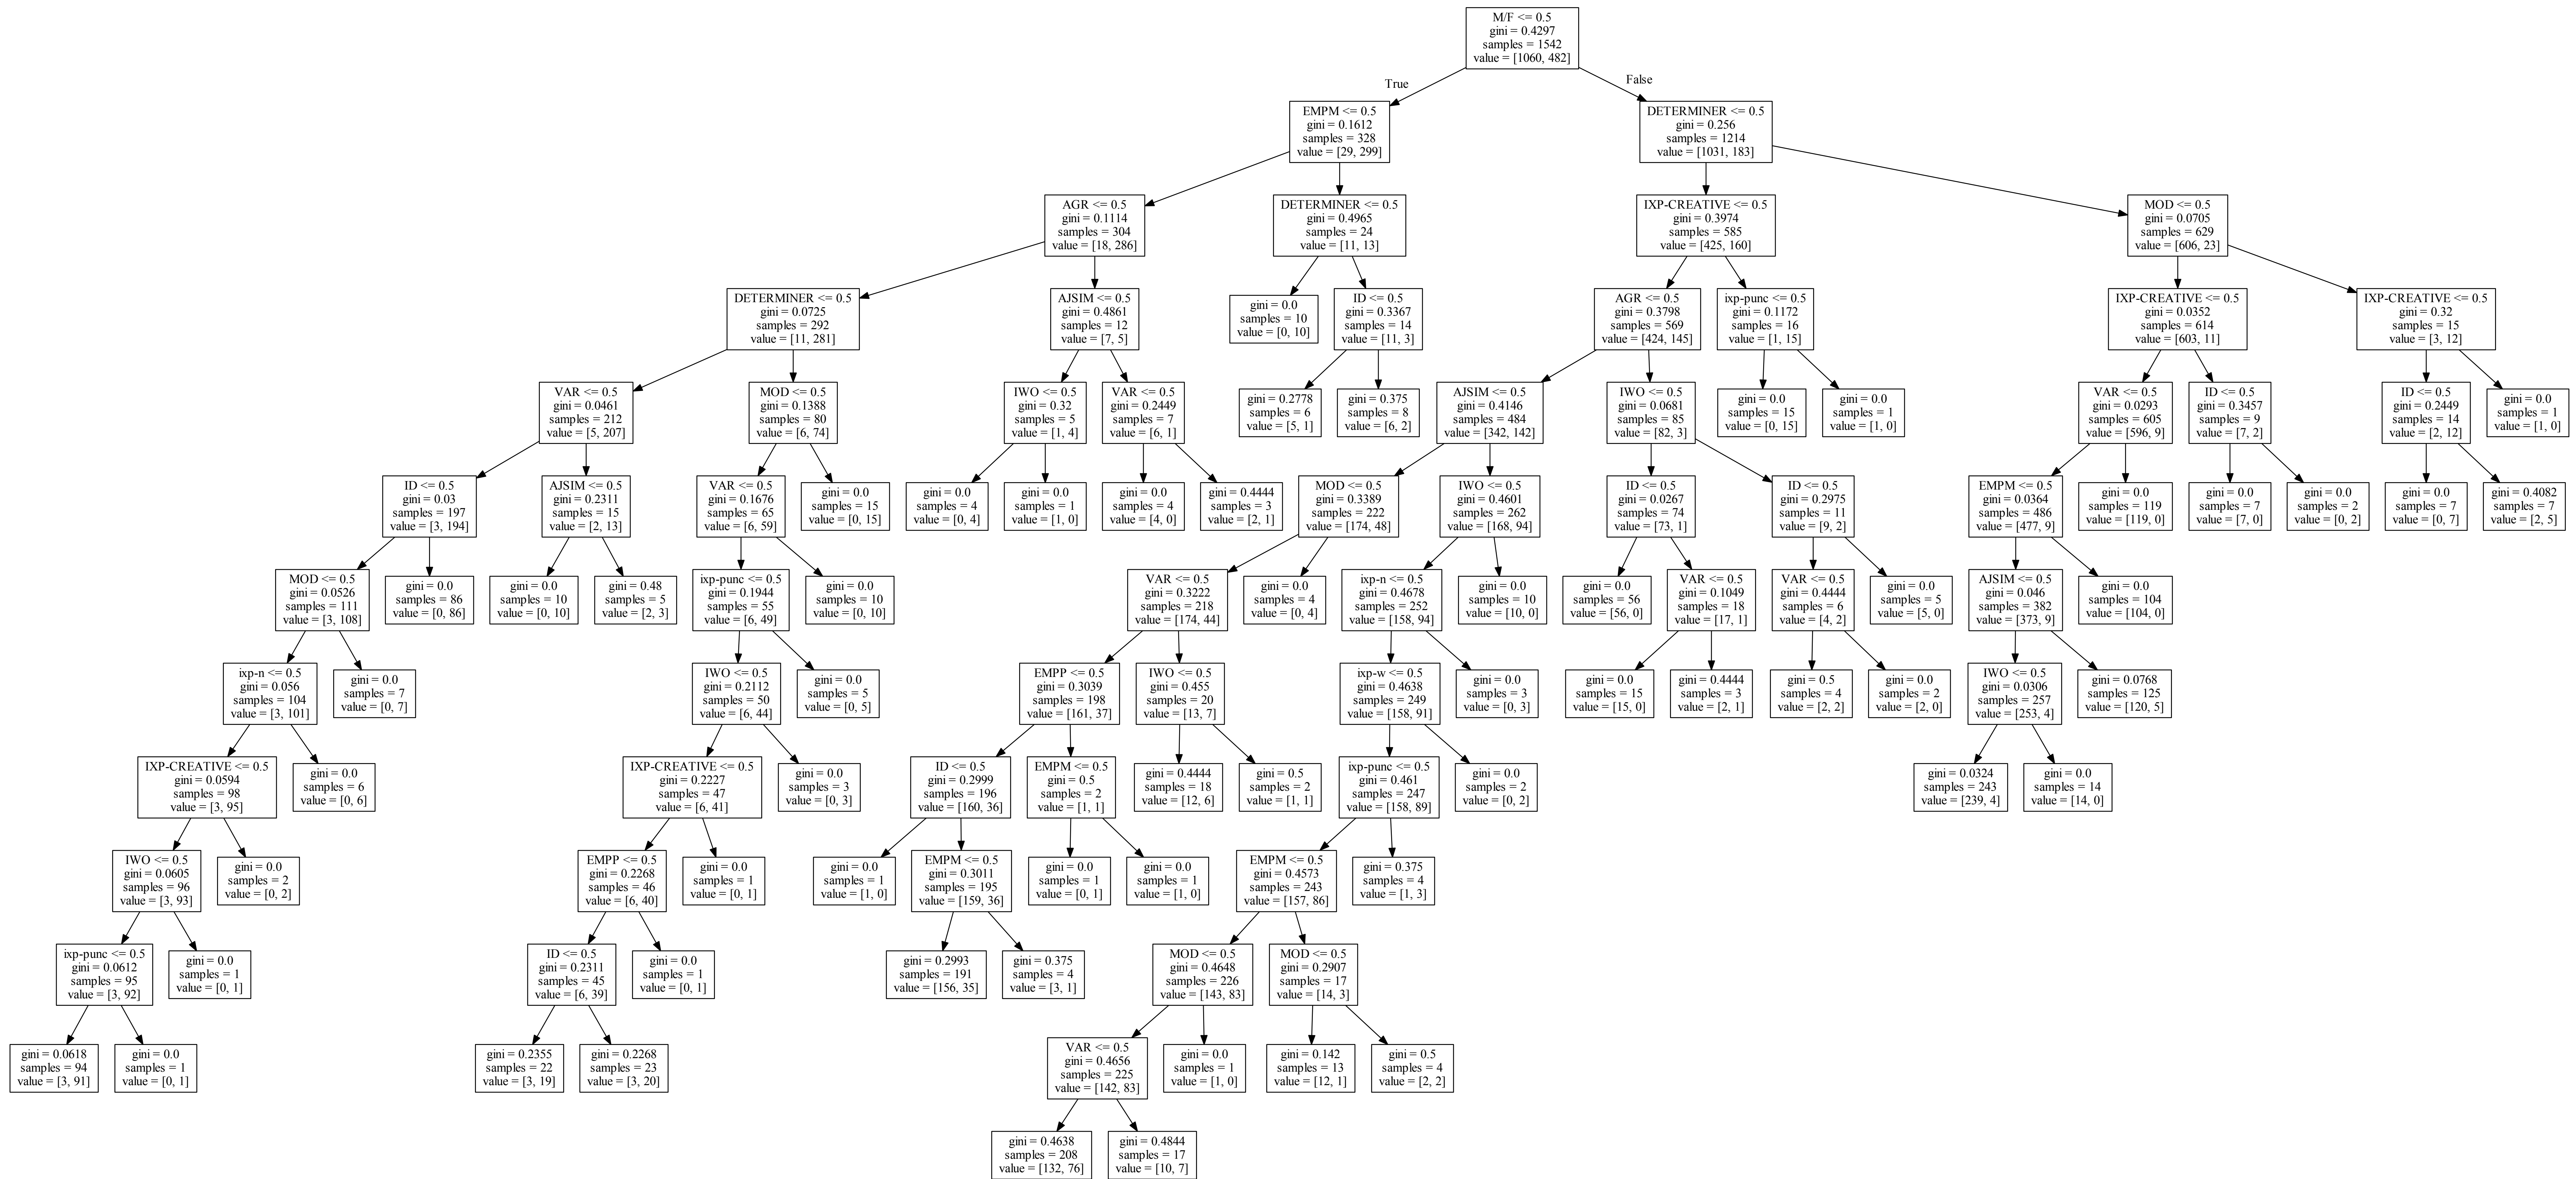 M/F <= 0.5
gini = 0.4297
samples = 1542
value = [1060, 482]
True
False
EMPM <= 0.5
gini = 0.1612
samples = 328
value = [29, 299]
DETERMINER <= 0.5
gini = 0.256
samples = 1214
value = [1031, 183]
AGR <= 0.5
gini = 0.1114
samples = 304
value = [18, 286]
DETERMINER <= 0.5
gini = 0.4965
samples = 24
value = [11, 13]
IXP-CREATIVE <= 0.5
gini = 0.3974
samples = 585
value = [425, 160]
MOD <= 0.5
gini = 0.0705
samples = 629
value = [606, 23]
DETERMINER <= 0.5
gini = 0.0725
samples = 292
value = [11, 281]
AJSIM <= 0.5
gini = 0.4861
samples = 12
value = [7, 5]
gini = 0.0
samples = 10
value = [0, 10]
ID <= 0.5
gini = 0.3367
samples = 14
value = [11, 3]
AGR <= 0.5
gini = 0.3798
samples = 569
value = [424, 145]
ixp-punc <= 0.5
gini = 0.1172
samples = 16
value = [1, 15]
IXP-CREATIVE <= 0.5
gini = 0.0352
samples = 614
value = [603, 11]
IXP-CREATIVE <= 0.5
gini = 0.32
samples = 15
value = [3, 12]
VAR <= 0.5
gini = 0.0461
samples = 212
value = [5, 207]
MOD <= 0.5
gini = 0.1388
samples = 80
value = [6, 74]
IWO <= 0.5
gini = 0.32
samples = 5
value = [1, 4]
VAR <= 0.5
gini = 0.2449
samples = 7
value = [6, 1]
gini = 0.2778
samples = 6
value = [5, 1]
gini = 0.375
samples = 8
value = [6, 2]
AJSIM <= 0.5
gini = 0.4146
samples = 484
value = [342, 142]
IWO <= 0.5
gini = 0.0681
samples = 85
value = [82, 3]
gini = 0.0
samples = 15
value = [0, 15]
gini = 0.0
samples = 1
value = [1, 0]
VAR <= 0.5
gini = 0.0293
samples = 605
value = [596, 9]
ID <= 0.5
gini = 0.3457
samples = 9
value = [7, 2]
ID <= 0.5
gini = 0.2449
samples = 14
value = [2, 12]
gini = 0.0
samples = 1
value = [1, 0]
ID <= 0.5
gini = 0.03
samples = 197
value = [3, 194]
AJSIM <= 0.5
gini = 0.2311
samples = 15
value = [2, 13]
VAR <= 0.5
gini = 0.1676
samples = 65
value = [6, 59]
gini = 0.0
samples = 15
value = [0, 15]
gini = 0.0
samples = 4
value = [0, 4]
gini = 0.0
samples = 1
value = [1, 0]
gini = 0.0
samples = 4
value = [4, 0]
gini = 0.4444
samples = 3
value = [2, 1]
MOD <= 0.5
gini = 0.3389
samples = 222
value = [174, 48]
IWO <= 0.5
gini = 0.4601
samples = 262
value = [168, 94]
ID <= 0.5
gini = 0.0267
samples = 74
value = [73, 1]
ID <= 0.5
gini = 0.2975
samples = 11
value = [9, 2]
EMPM <= 0.5
gini = 0.0364
samples = 486
value = [477, 9]
gini = 0.0
samples = 119
value = [119, 0]
gini = 0.0
samples = 7
value = [7, 0]
gini = 0.0
samples = 2
value = [0, 2]
gini = 0.0
samples = 7
value = [0, 7]
gini = 0.4082
samples = 7
value = [2, 5]
MOD <= 0.5
gini = 0.0526
samples = 111
value = [3, 108]
gini = 0.0
samples = 86
value = [0, 86]
gini = 0.0
samples = 10
value = [0, 10]
gini = 0.48
samples = 5
value = [2, 3]
ixp-punc <= 0.5
gini = 0.1944
samples = 55
value = [6, 49]
gini = 0.0
samples = 10
value = [0, 10]
VAR <= 0.5
gini = 0.3222
samples = 218
value = [174, 44]
gini = 0.0
samples = 4
value = [0, 4]
ixp-n <= 0.5
gini = 0.4678
samples = 252
value = [158, 94]
gini = 0.0
samples = 10
value = [10, 0]
gini = 0.0
samples = 56
value = [56, 0]
VAR <= 0.5
gini = 0.1049
samples = 18
value = [17, 1]
VAR <= 0.5
gini = 0.4444
samples = 6
value = [4, 2]
gini = 0.0
samples = 5
value = [5, 0]
AJSIM <= 0.5
gini = 0.046
samples = 382
value = [373, 9]
gini = 0.0
samples = 104
value = [104, 0]
ixp-n <= 0.5
gini = 0.056
samples = 104
value = [3, 101]
gini = 0.0
samples = 7
value = [0, 7]
IWO <= 0.5
gini = 0.2112
samples = 50
value = [6, 44]
gini = 0.0
samples = 5
value = [0, 5]
EMPP <= 0.5
gini = 0.3039
samples = 198
value = [161, 37]
IWO <= 0.5
gini = 0.455
samples = 20
value = [13, 7]
ixp-w <= 0.5
gini = 0.4638
samples = 249
value = [158, 91]
gini = 0.0
samples = 3
value = [0, 3]
gini = 0.0
samples = 15
value = [15, 0]
gini = 0.4444
samples = 3
value = [2, 1]
gini = 0.5
samples = 4
value = [2, 2]
gini = 0.0
samples = 2
value = [2, 0]
IWO <= 0.5
gini = 0.0306
samples = 257
value = [253, 4]
gini = 0.0768
samples = 125
value = [120, 5]
IXP-CREATIVE <= 0.5
gini = 0.0594
samples = 98
value = [3, 95]
gini = 0.0
samples = 6
value = [0, 6]
IXP-CREATIVE <= 0.5
gini = 0.2227
samples = 47
value = [6, 41]
gini = 0.0
samples = 3
value = [0, 3]
ID <= 0.5
gini = 0.2999
samples = 196
value = [160, 36]
EMPM <= 0.5
gini = 0.5
samples = 2
value = [1, 1]
gini = 0.4444
samples = 18
value = [12, 6]
gini = 0.5
samples = 2
value = [1, 1]
ixp-punc <= 0.5
gini = 0.461
samples = 247
value = [158, 89]
gini = 0.0
samples = 2
value = [0, 2]
gini = 0.0324
samples = 243
value = [239, 4]
gini = 0.0
samples = 14
value = [14, 0]
IWO <= 0.5
gini = 0.0605
samples = 96
value = [3, 93]
gini = 0.0
samples = 2
value = [0, 2]
EMPP <= 0.5
gini = 0.2268
samples = 46
value = [6, 40]
gini = 0.0
samples = 1
value = [0, 1]
gini = 0.0
samples = 1
value = [1, 0]
EMPM <= 0.5
gini = 0.3011
samples = 195
value = [159, 36]
gini = 0.0
samples = 1
value = [0, 1]
gini = 0.0
samples = 1
value = [1, 0]
EMPM <= 0.5
gini = 0.4573
samples = 243
value = [157, 86]
gini = 0.375
samples = 4
value = [1, 3]
ixp-punc <= 0.5
gini = 0.0612
samples = 95
value = [3, 92]
gini = 0.0
samples = 1
value = [0, 1]
ID <= 0.5
gini = 0.2311
samples = 45
value = [6, 39]
gini = 0.0
samples = 1
value = [0, 1]
gini = 0.2993
samples = 191
value = [156, 35]
gini = 0.375
samples = 4
value = [3, 1]
MOD <= 0.5
gini = 0.4648
samples = 226
value = [143, 83]
MOD <= 0.5
gini = 0.2907
samples = 17
value = [14, 3]
gini = 0.0618
samples = 94
value = [3, 91]
gini = 0.0
samples = 1
value = [0, 1]
gini = 0.2355
samples = 22
value = [3, 19]
gini = 0.2268
samples = 23
value = [3, 20]
VAR <= 0.5
gini = 0.4656
samples = 225
value = [142, 83]
gini = 0.0
samples = 1
value = [1, 0]
gini = 0.142
samples = 13
value = [12, 1]
gini = 0.5
samples = 4
value = [2, 2]
gini = 0.4638
samples = 208
value = [132, 76]
gini = 0.4844
samples = 17
value = [10, 7]